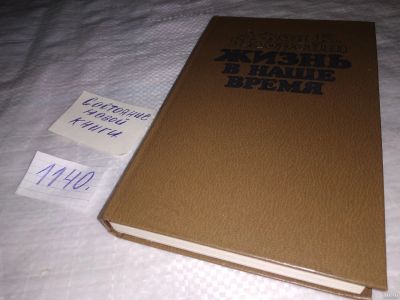 СОСТОЯНИЕ
НОВОЙ
КНИГИ
1140.
ЖИЗНЬ
В НАШЕ
ВРЕМЯ